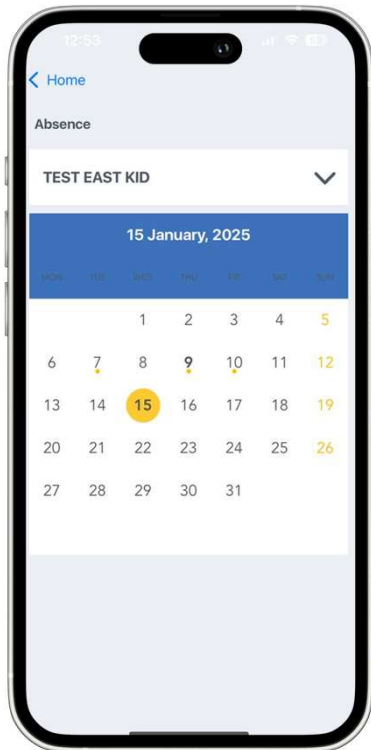 12:53
Home
Absence
TEST EAST KID
15 January, 2025
MON TUE WED THU FRI SAT SUN
1 2 3 4 5
6 7 8 9 10 11 12
13 14 15 16 17 18 19
20 21 22 23 24 25 26
27 28 29 30 31